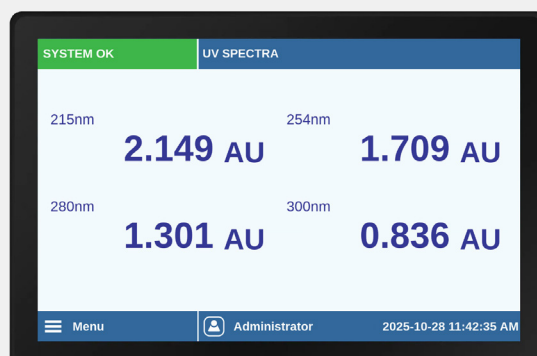 SYSTEM OK UV SPECTRA
215nm 254nm
2.149 AU 1.709 AU
280nm 300nm
1.301 AU 0.836 AU
Menu Administrator 2025-10-28 11:42:35 AM